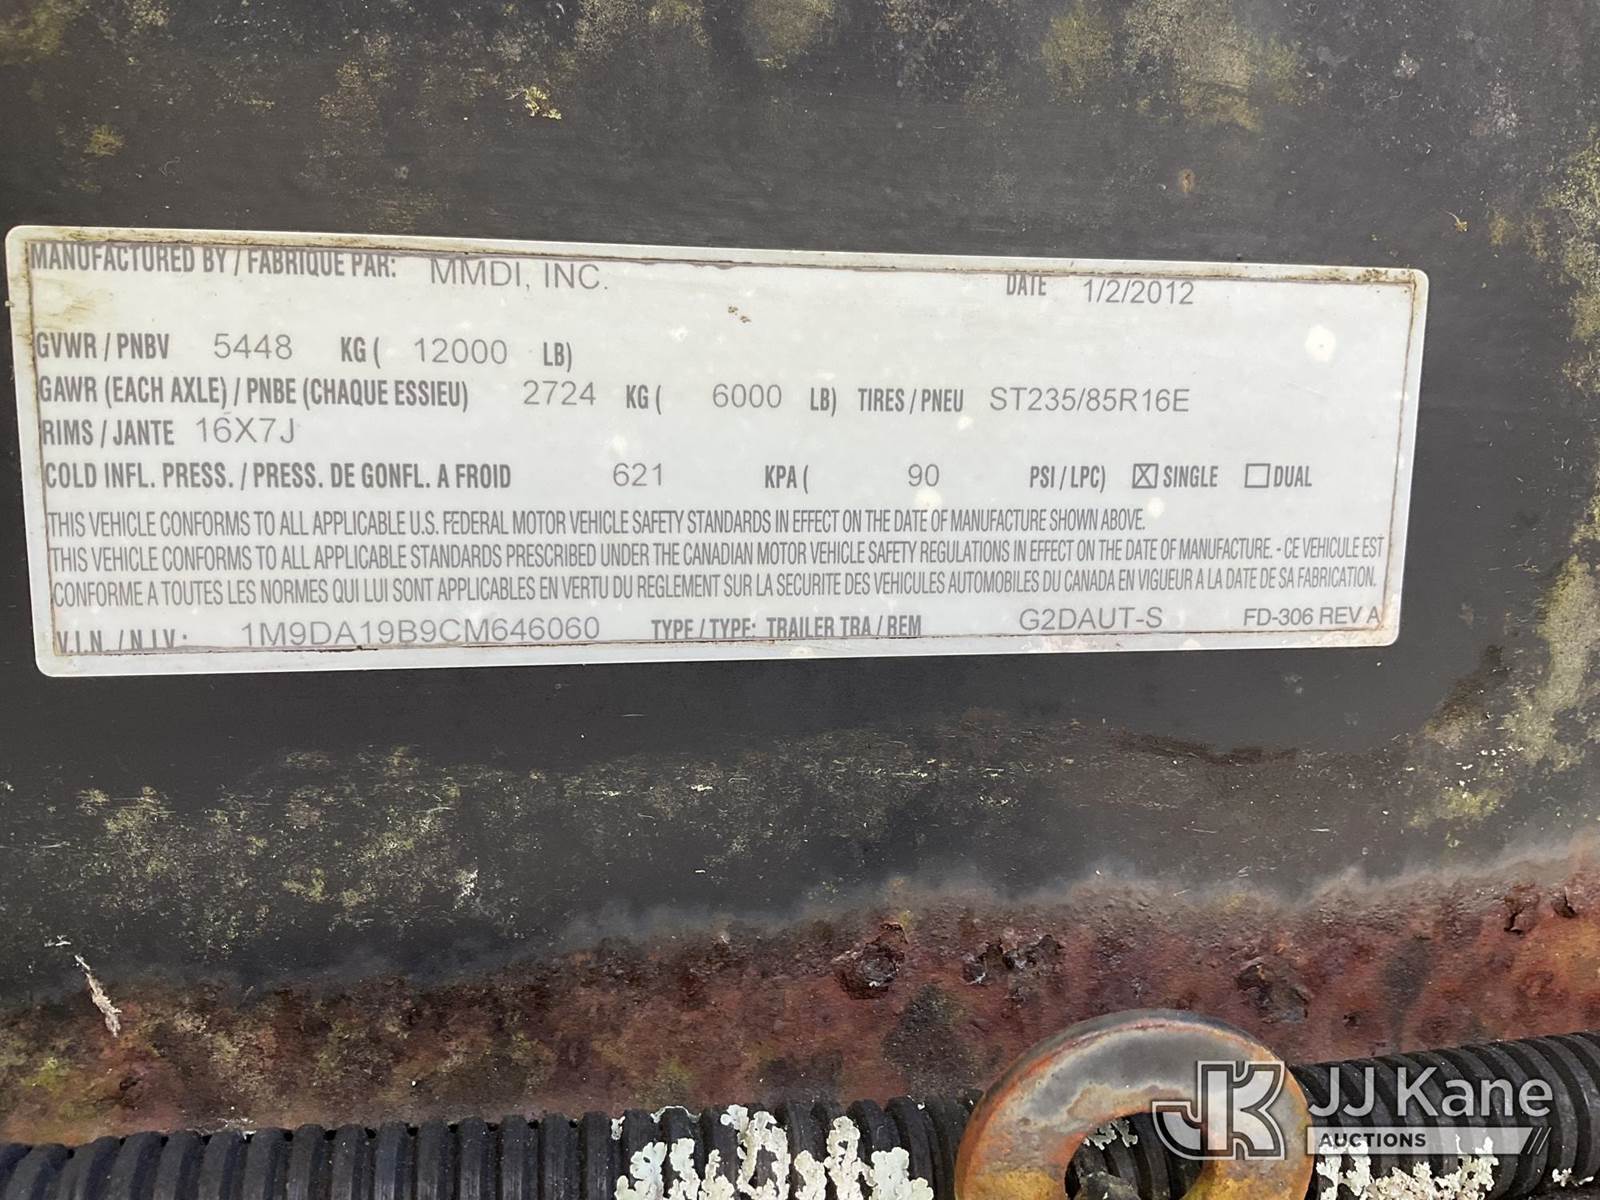 MANUFACTURED BY / FABRIQUE PAR: MMDI, INC. DATE 1/2/2012
GVWR / PNBV 5448 KG ( 12000 LB)
GAWR (EACH AXLE) / PNBE (CHAQUE ESSIEU) 2724 KG ( 6000 LB) TIRES / PNEU ST235/85R16E
RIMS / JANTE 16X7J
COLD INFL. PRESS. / PRESS. DE GONFL. A FROID 621 KPA ( 90 PSI / LPC) ☒ SINGLE ☐ DUAL
THIS VEHICLE CONFORMS TO ALL APPLICABLE U.S. FEDERAL MOTOR VEHICLE SAFETY STANDARDS IN EFFECT ON THE DATE OF MANUFACTURE SHOWN ABOVE.
THIS VEHICLE CONFORMS TO ALL APPLICABLE STANDARDS PRESCRIBED UNDER THE CANADIAN MOTOR VEHICLE SAFETY REGULATIONS IN EFFECT ON THE DATE OF MANUFACTURE. - CE VEHICULE EST
CONFORME A TOUTES LES NORMES QUI LUI SONT APPLICABLES EN VERTU DU REGLEMENT SUR LA SECURITE DES VEHICULES AUTOMOBILES DU CANADA EN VIGUEUR A LA DATE DE SA FABRICATION.
V.I.N. / N.I.V.: 1M9DA19B9CM646060 TYPE / TYPE: TRAILER TRA / REM G2DAUT-S FD-306 REV A
JK JJ Kane
AUCTIONS